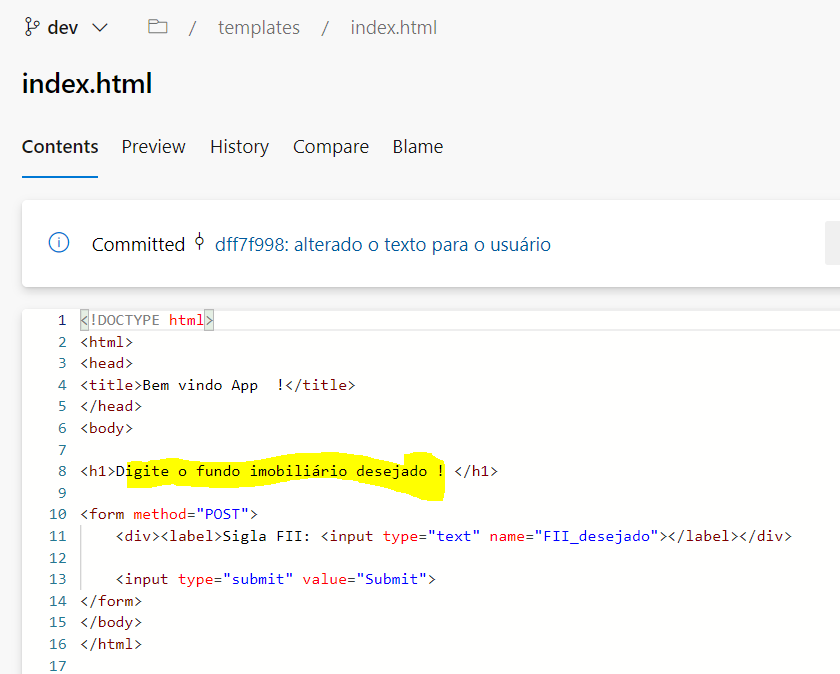 dev / templates / index.html
index.html
Contents Preview History Compare Blame
Committed dff7f998: alterado o texto para o usuário
1 <!DOCTYPE html>
2 <html>
3 <head>
4 <title>Bem vindo App  !</title>
5 </head>
6 <body>
7
8 <h1>Digite o fundo imobiliário desejado ! </h1>
9
10 <form method="POST">
11     <div><label>Sigla FII: <input type="text" name="FII_desejado"></label></div>
12
13     <input type="submit" value="Submit">
14 </form>
15 </body>
16 </html>
17